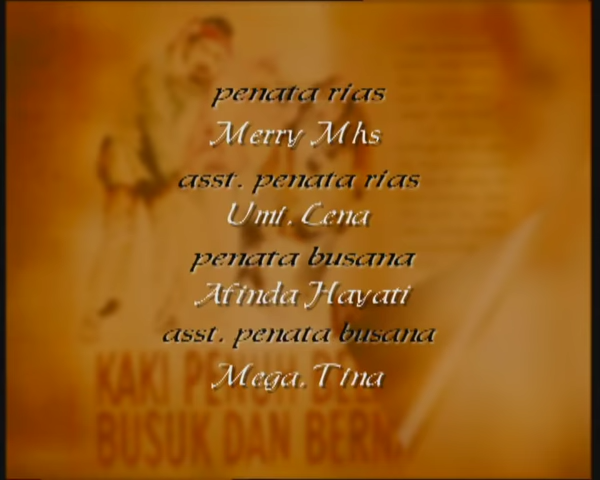 penata rias
Merry Mhs
asst. penata rias
Umi. Lena
penata busana
Afinda Hayati
asst. penata busana
Mega. Tina
KAKI
BUSUK DAN